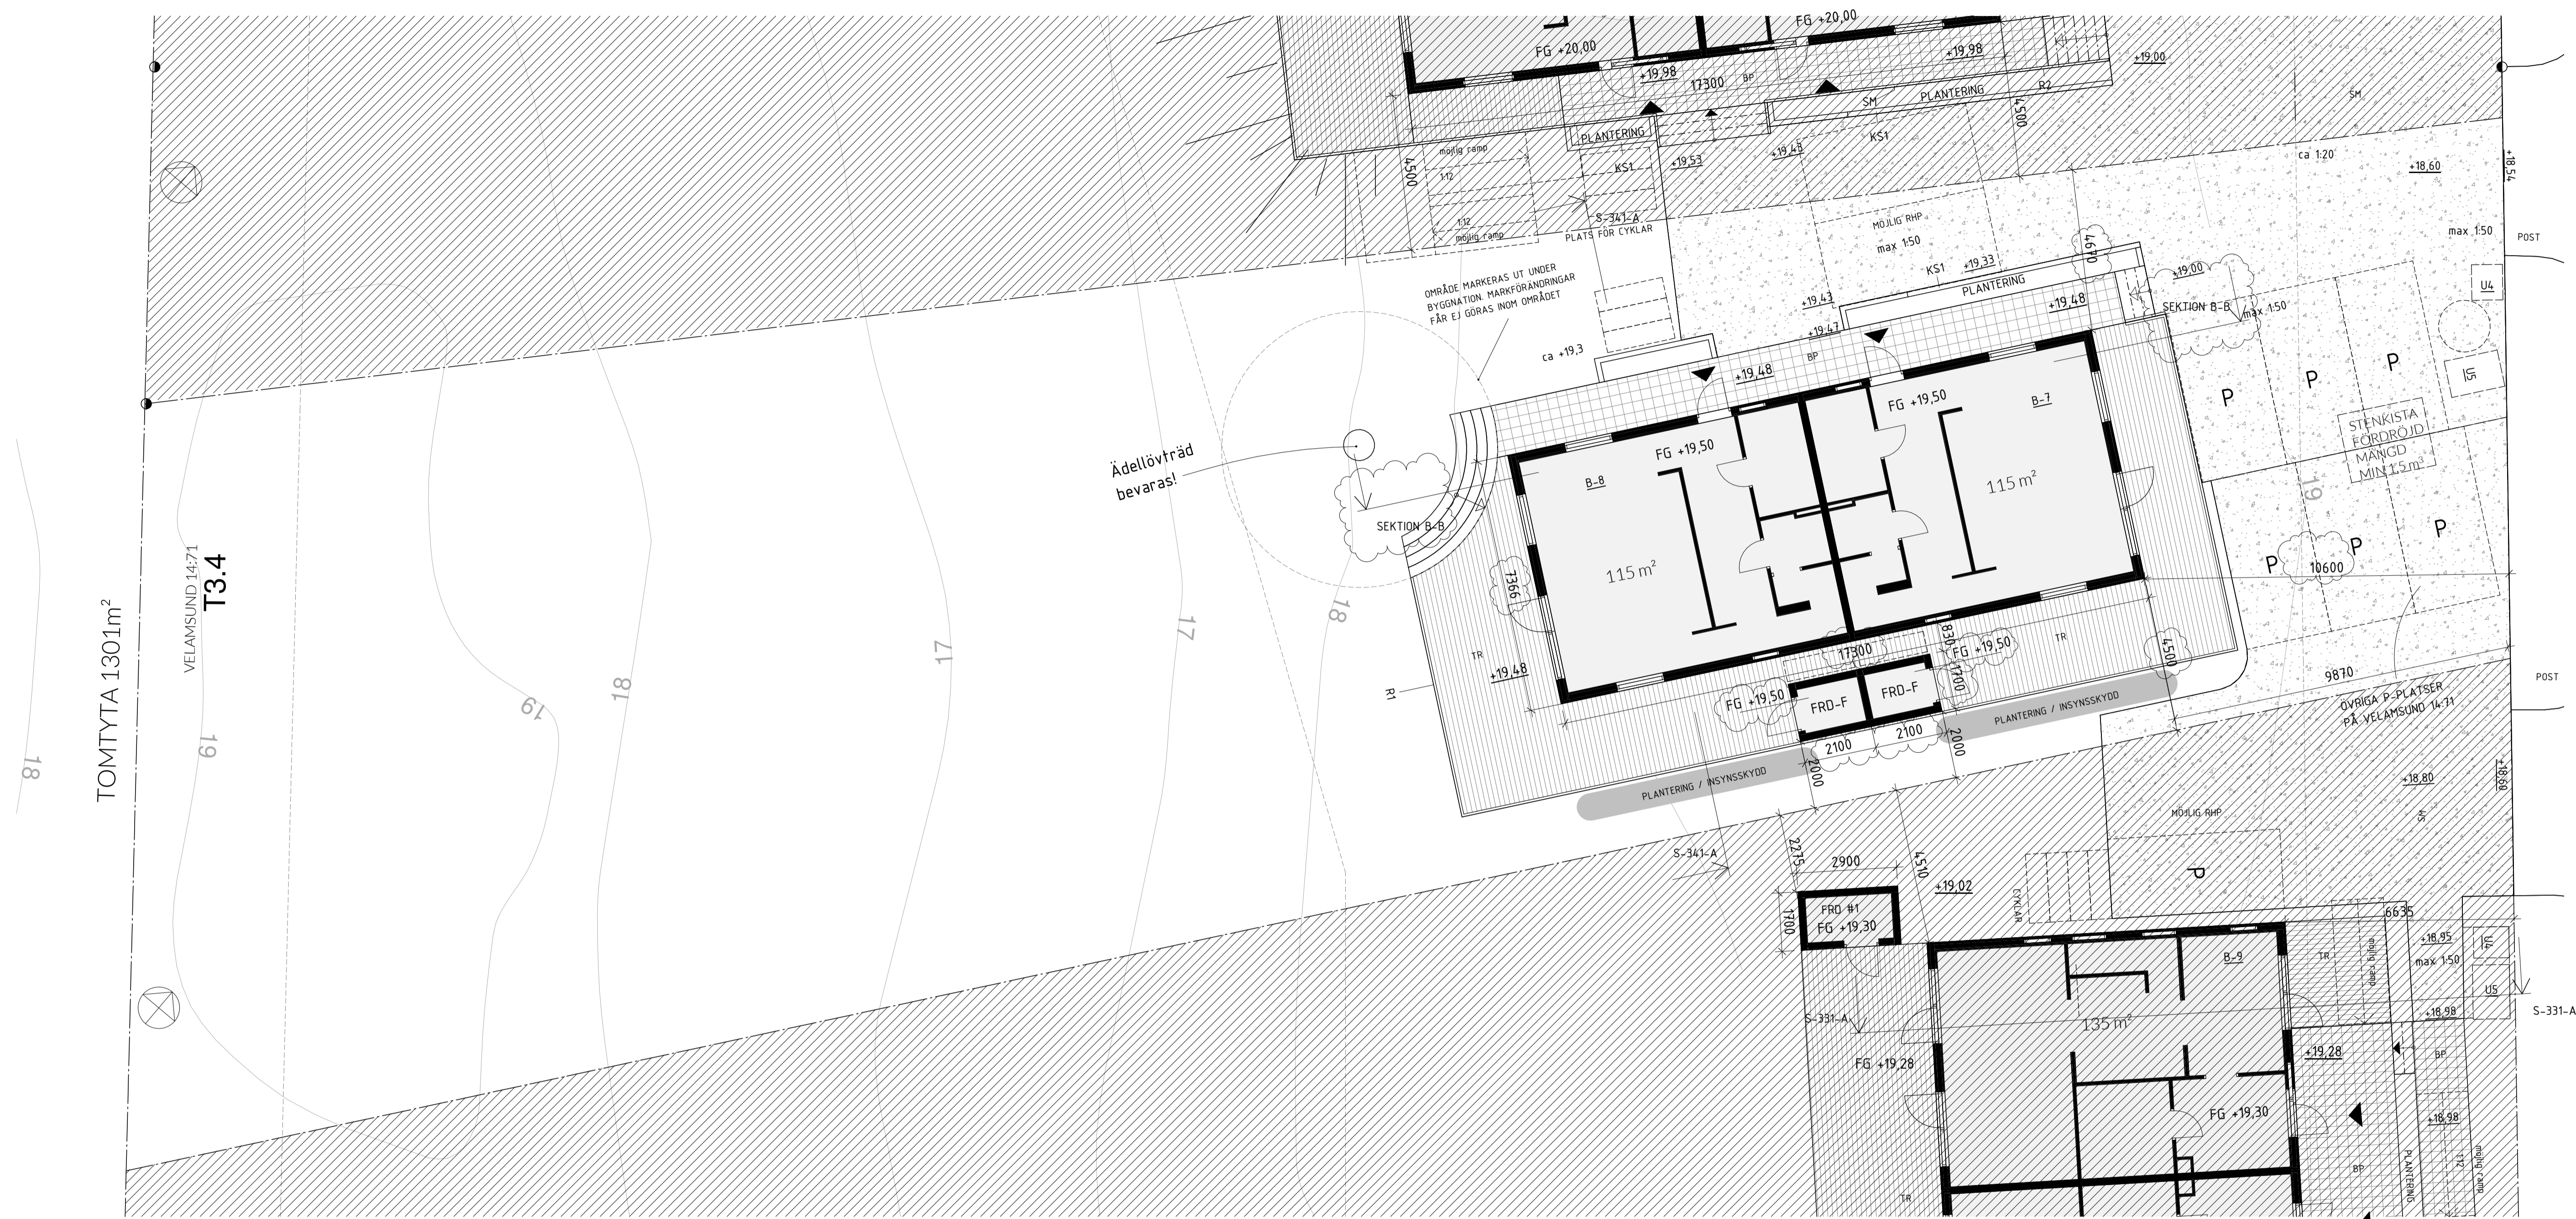 FG +20,00
FG +20,00
+19,98
+19,98
17300
BP
+19,00
SM
PLANTERING
R2
SM
4500
PLANTERING
KS1
KS1
möjlig ramp
+19,53
+19,43
4500
1:12
ca 1:20
+18,60
+18,54
S-341-A
1:12
möjlig ramp
PLATS FÖR CYKLAR
MÖJLIG RHP
max 1:50
4670
max 1:50
POST
OMRÅDE MARKERAS UT UNDER
BYGGNATION. MARKFÖRÄNDRINGAR
FÅR EJ GÖRAS INOM OMRÅDET
KS1
+19,33
+19,00
PLANTERING
U4
+19,43
+19,48
SEKTION B-B
max 1:50
+19,47
ca +19,3
BP
+19,48
U5
P
P
P
FG +19,50
B-7
STENKISTA
FÖRDRÖJD
MÄNGD
MIN 1,5 m³
Ädellövträd
bevaras!
FG +19,50
B-8
115 m²
19
SEKTION B-B
P
P
P
115 m²
10600
7366
TOMTYTA 1301m²
VELAMSUND 14:71
T3.4
17
17
18
18
19
19
18
TR
+19,48
R1
17300
830
FG +19,50
TR
4500
1700
FG +19,50
FRD-F
FRD-F
9870
POST
ÖVRIGA P-PLATSER
PÅ VELAMSUND 14:71
PLANTERING / INSYNSSKYDD
2100
2100
2000
2000
PLANTERING / INSYNSSKYDD
+18,80
+18,60
MÖJLIG RHP
SM
S-341-A
2275
2900
4510
+19,02
P
CYKLAR
1700
FRD #1
FG +19,30
6635
+18,95
U4
max 1:50
B-9
TR
möjlig ramp
U5
+18,98
S-331-A
S-331-A
135 m²
FG +19,28
+19,28
BP
FG +19,30
+18,98
BP
PLANTERING
1:12
möjlig ramp
TR